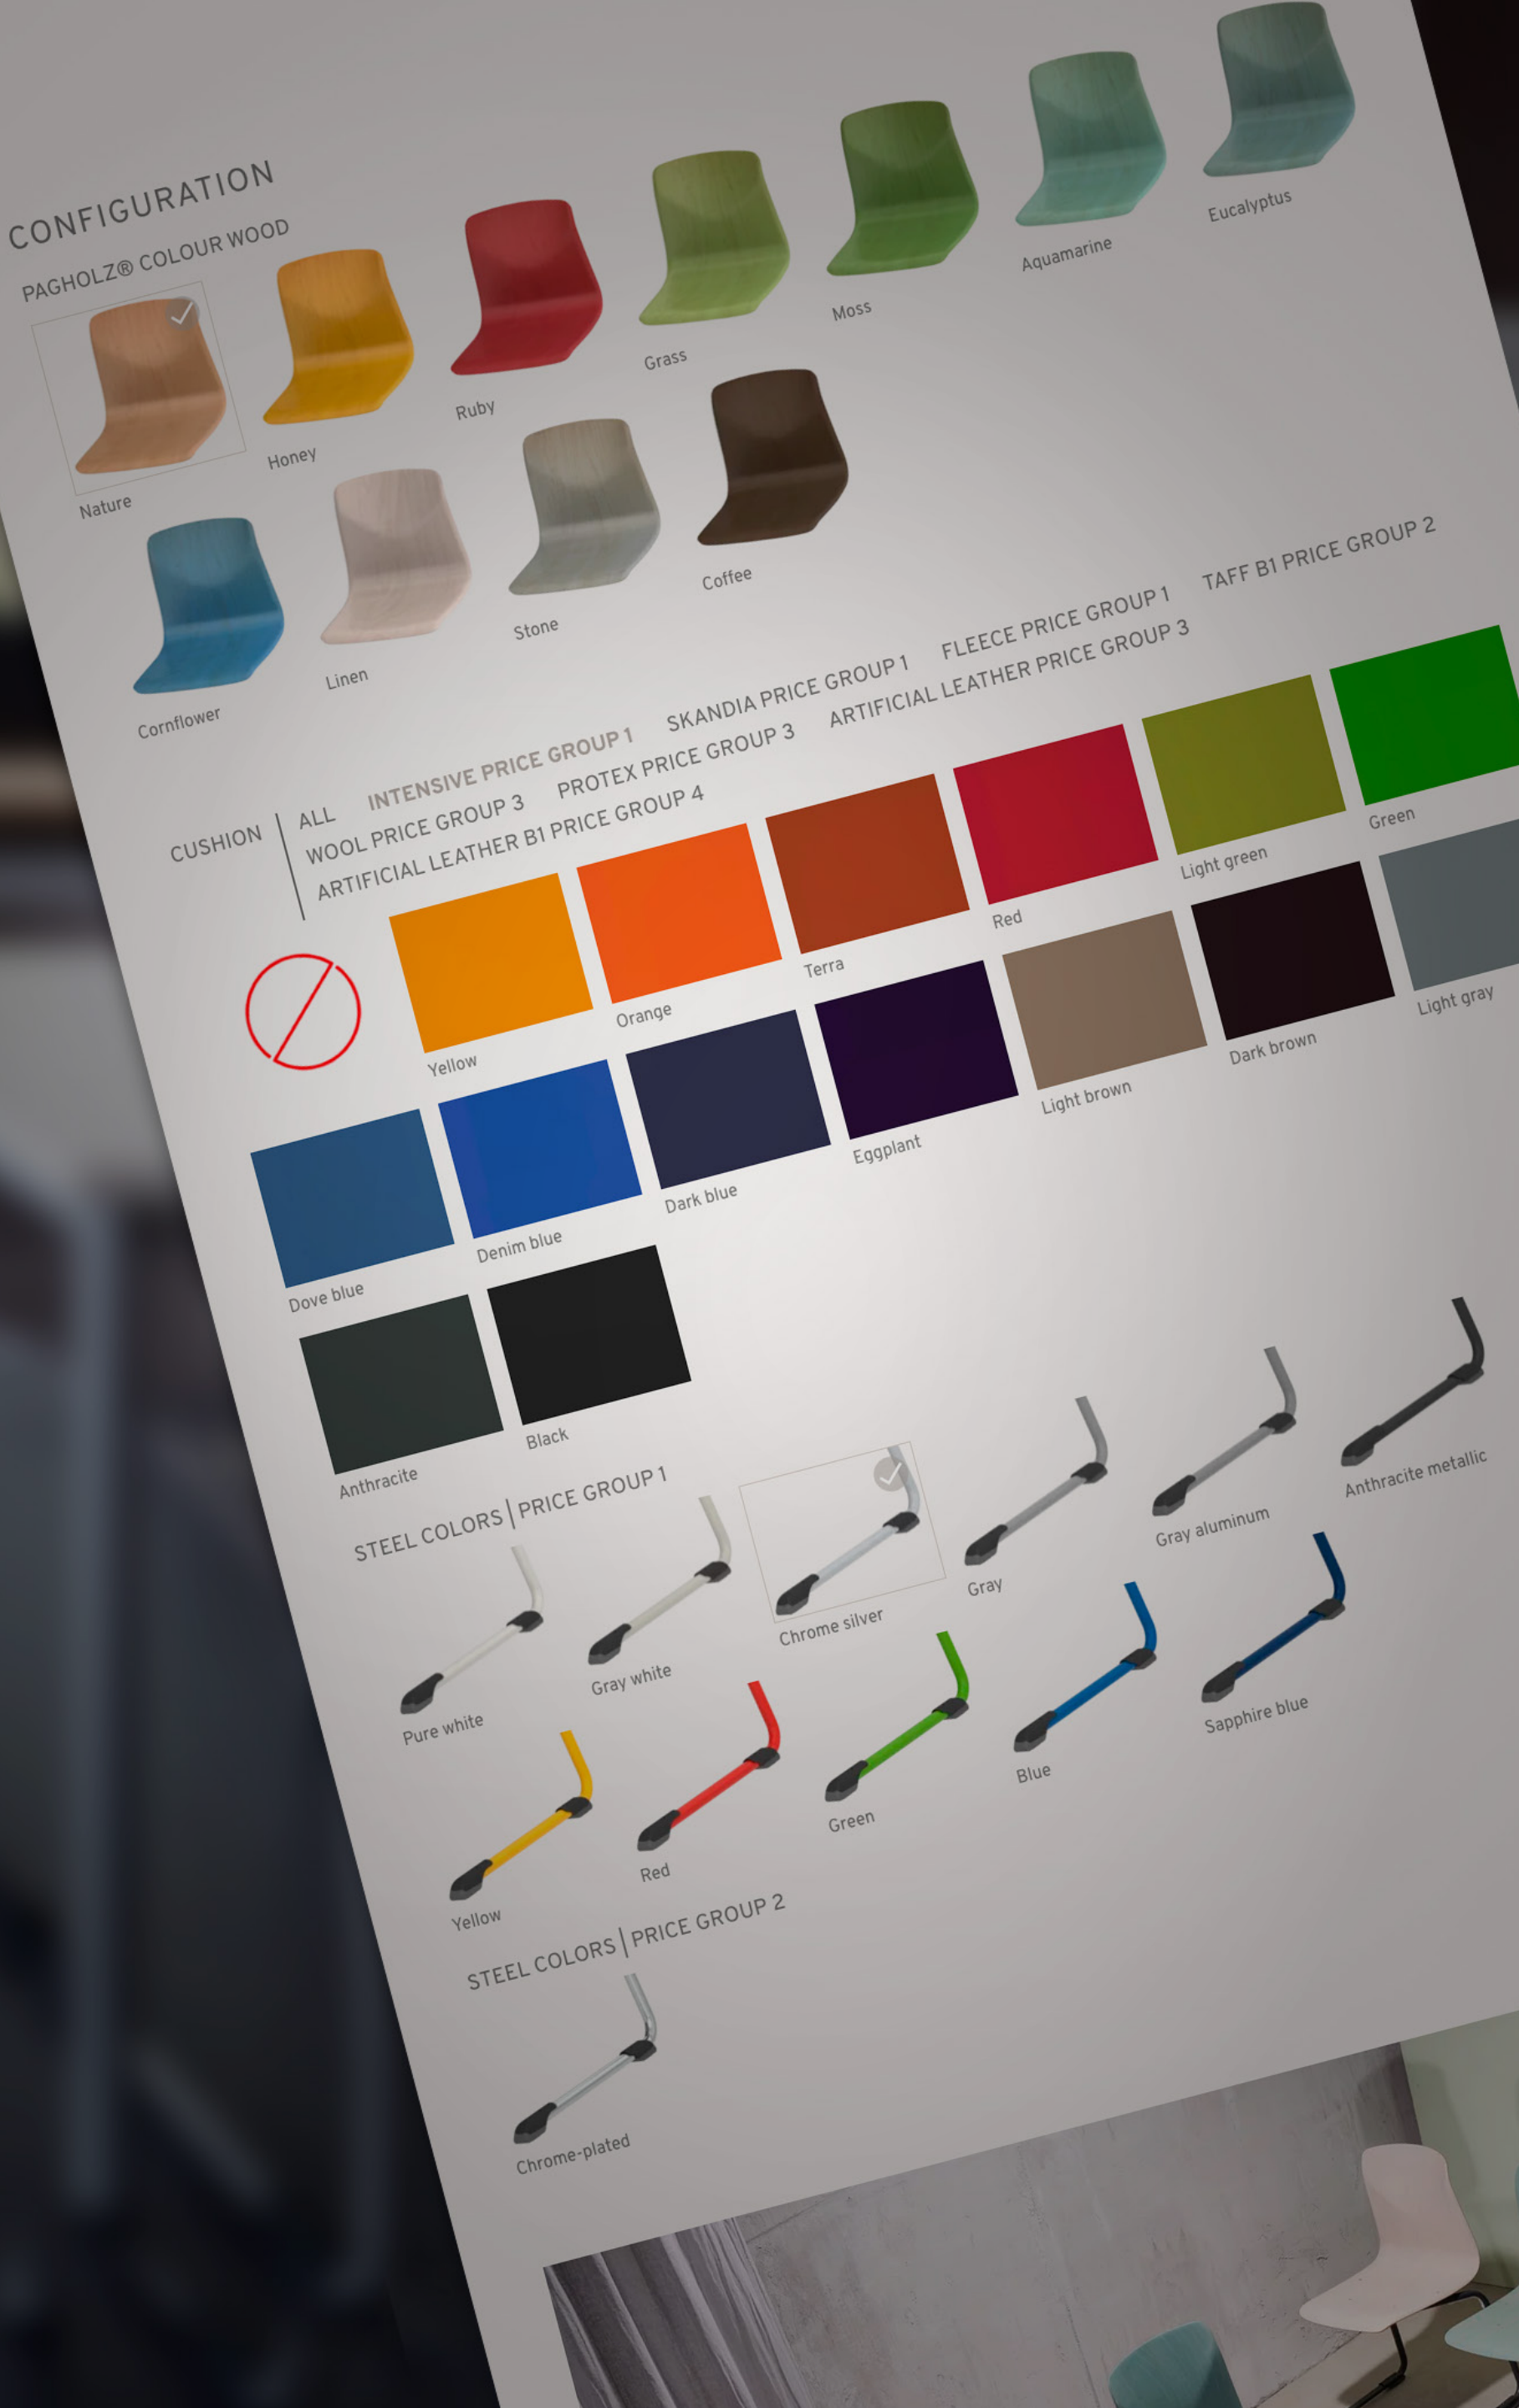 CONFIGURATION
PAGHOLZ® COLOUR WOOD
Nature
Honey
Ruby
Grass
Moss
Aquamarine
Eucalyptus
Cornflower
Linen
Stone
Coffee
CUSHION
ALL INTENSIVE PRICE GROUP 1 SKANDIA PRICE GROUP 1 FLEECE PRICE GROUP 1 TAFF B1 PRICE GROUP 2
WOOL PRICE GROUP 3 PROTEX PRICE GROUP 3 ARTIFICIAL LEATHER PRICE GROUP 3
ARTIFICIAL LEATHER B1 PRICE GROUP 4
Yellow
Orange
Terra
Red
Light green
Green
Dove blue
Denim blue
Dark blue
Eggplant
Light brown
Dark brown
Light gray
Anthracite
Black
STEEL COLORS | PRICE GROUP 1
Pure white
Gray white
Chrome silver
Gray
Gray aluminum
Anthracite metallic
Yellow
Red
Green
Blue
Sapphire blue
STEEL COLORS | PRICE GROUP 2
Chrome-plated